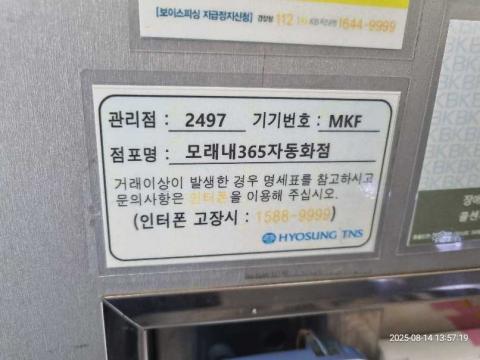 [보이스피싱 지급정지신청] 경찰청 112 1644-9999
관리점 : 2497 기기번호 : MKF
점포명 : 모래내365자동화점
거래이상이 발생한 경우 명세표를 참고하시고
문의사항은 인터폰을 이용해 주십시오.
(인터폰 고장시 : 1588-9999)
HYOSUNG TNS
2025-08-14 13:57:19